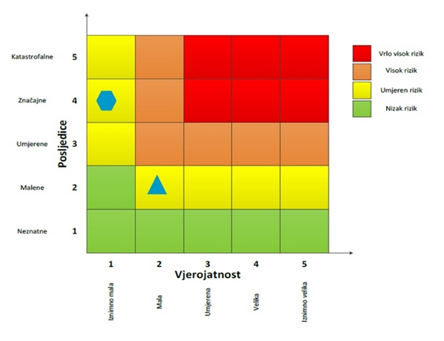 Katastrofalne 5
Značajne 4
Umjerene 3
Malene 2
Neznatne 1
Posljedice
1 2 3 4 5
Vjerojatnost
Iznimno mala
Mala
Umjerena
Velika
Iznimno velika
Vrlo visok rizik
Visok rizik
Umjeren rizik
Nizak rizik